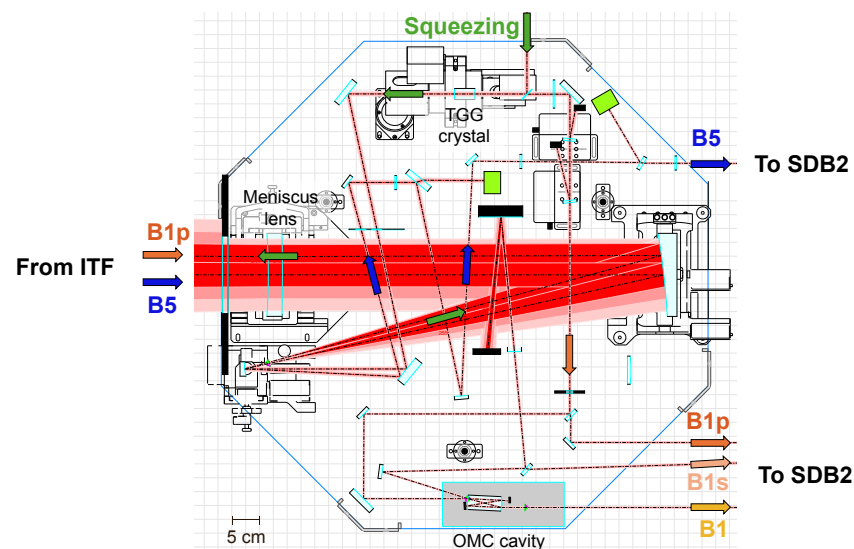 Squeezing
TGG
crystal
B5
To SDB2
Meniscus
lens
B1p
From ITF
B5
B1p
B1s
To SDB2
B1
5 cm
OMC cavity